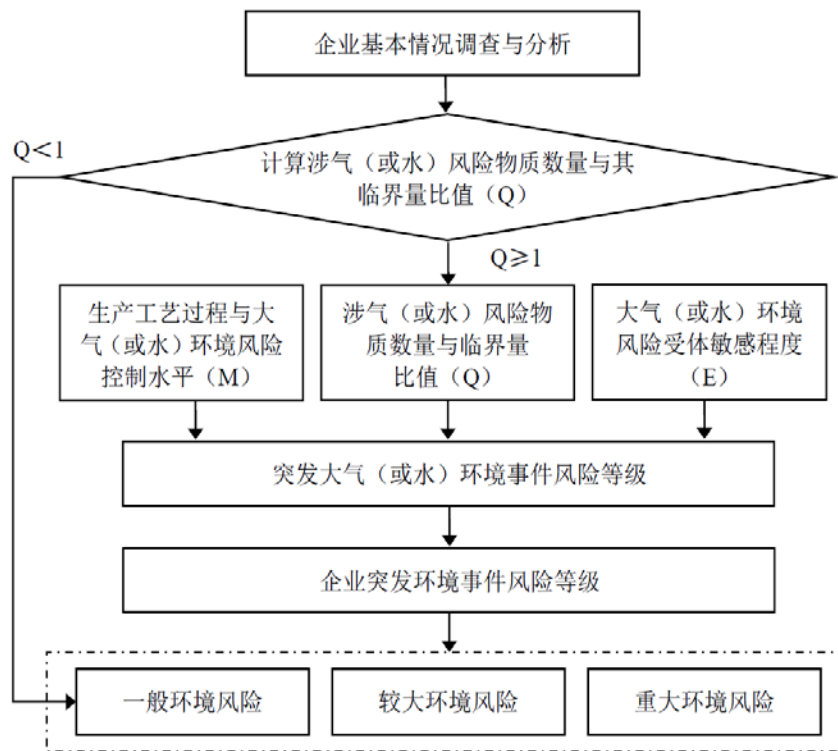 企业基本情况调查与分析
Q＜1
计算涉气（或水）风险物质数量与其
临界量比值（Q）
Q≥1
生产工艺过程与大
气（或水）环境风险
控制水平（M）
涉气（或水）风险物
质数量与临界量
比值（Q）
大气（或水）环境
风险受体敏感程度
（E）
突发大气（或水）环境事件风险等级
企业突发环境事件风险等级
一般环境风险
较大环境风险
重大环境风险